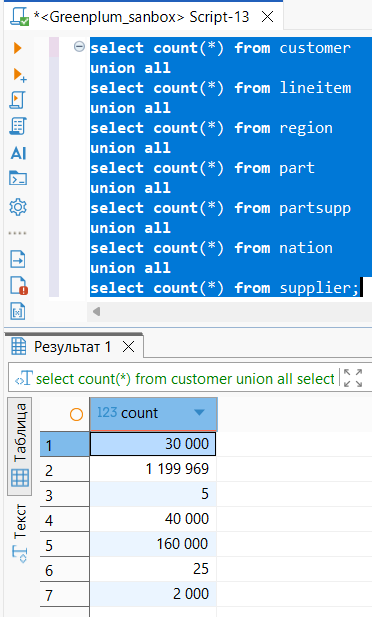 *<Greenplum_sanbox> Script-13
select count(*) from customer
union all
select count(*) from lineitem
union all
select count(*) from region
union all
select count(*) from part
union all
select count(*) from partsupp
union all
select count(*) from nation
union all
select count(*) from supplier;
AI
Результат 1
select count(*) from customer union all select
Таблица
Текст
123 count
1 30 000
2 1 199 969
3 5
4 40 000
5 160 000
6 25
7 2 000